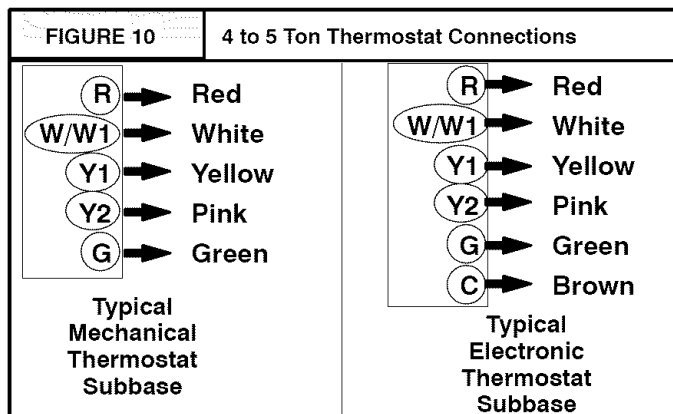 FIGURE 10
4 to 5 Ton Thermostat Connections
R Red
W/W1 White
Y1 Yellow
Y2 Pink
G Green
Typical
Mechanical
Thermostat
Subbase
R Red
W/W1 White
Y1 Yellow
Y2 Pink
G Green
C Brown
Typical
Electronic
Thermostat
Subbase